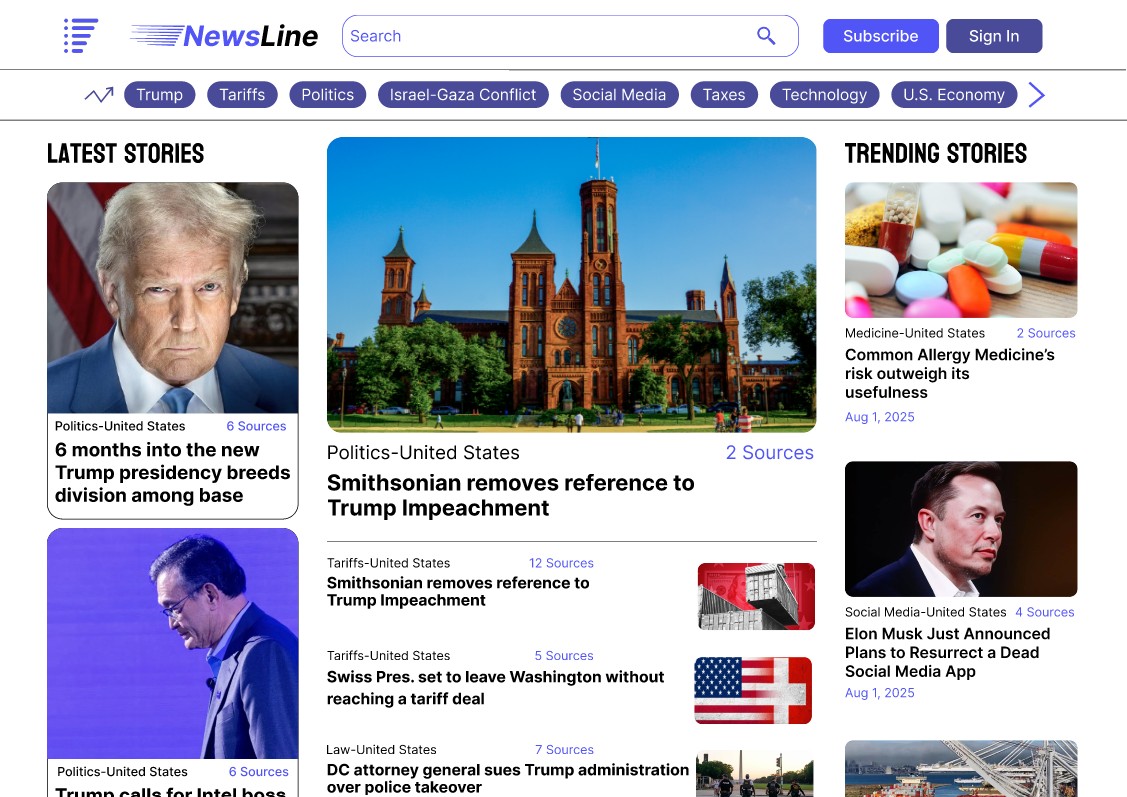 NewsLine
Search
Subscribe
Sign In
Trump
Tariffs
Politics
Israel-Gaza Conflict
Social Media
Taxes
Technology
U.S. Economy
LATEST STORIES
Politics-United States
6 Sources
6 months into the new
Trump presidency breeds
division among base
Politics-United States
6 Sources
Trump calls for Intel boss
Politics-United States
2 Sources
Smithsonian removes reference to
Trump Impeachment
Tariffs-United States
12 Sources
Smithsonian removes reference to
Trump Impeachment
Tariffs-United States
5 Sources
Swiss Pres. set to leave Washington without
reaching a tariff deal
Law-United States
7 Sources
DC attorney general sues Trump administration
over police takeover
TRENDING STORIES
Medicine-United States
2 Sources
Common Allergy Medicine’s
risk outweigh its
usefulness
Aug 1, 2025
Social Media-United States
4 Sources
Elon Musk Just Announced
Plans to Resurrect a Dead
Social Media App
Aug 1, 2025